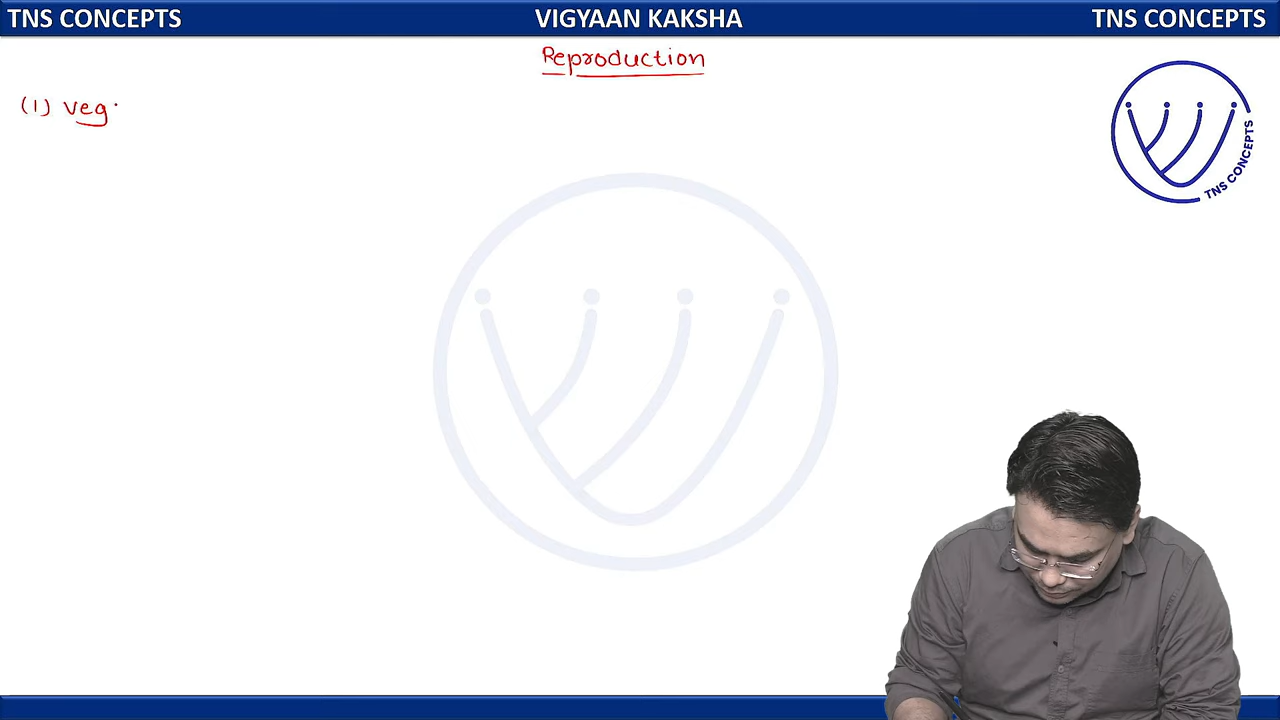 TNS CONCEPTS VIGYAAN KAKSHA TNS CONCEPTS
Reproduction
(1) veg.
TNS CONCEPTS